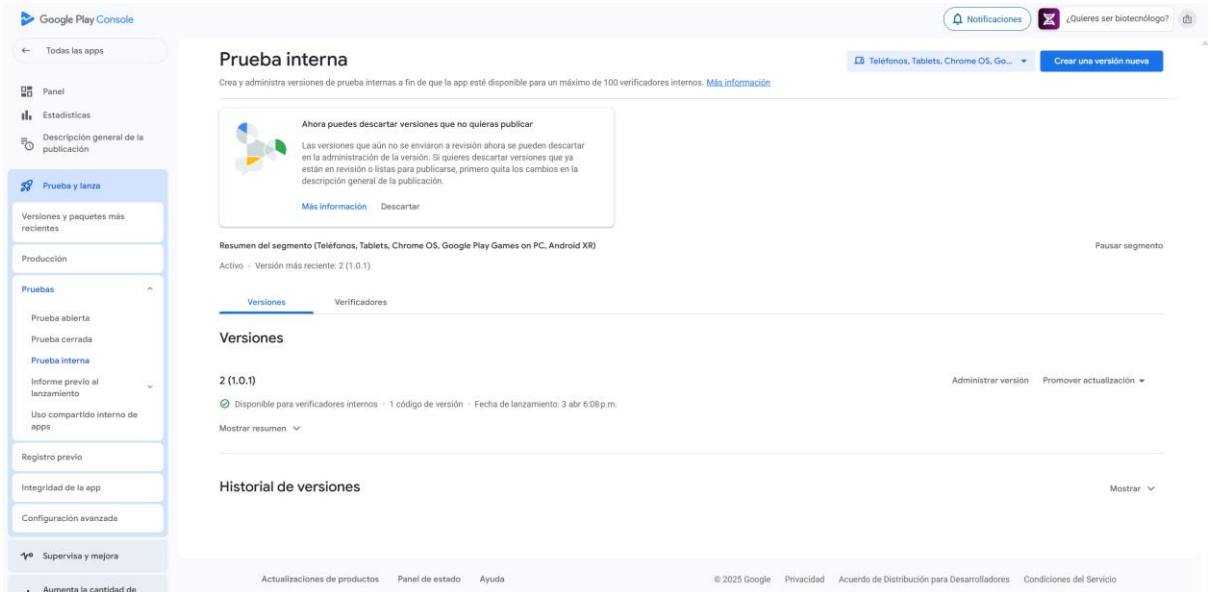 Google Play Console
Notificaciones
¿Quieres ser biotecnólogo?
Todas las apps
Panel
Estadísticas
Descripción general de la
publicación
Prueba y lanza
Versiones y paquetes más
recientes
Producción
Pruebas
Prueba abierta
Prueba cerrada
Prueba interna
Informe previo al
lanzamiento
Uso compartido interno de
apps
Registro previo
Integridad de la app
Configuración avanzada
Supervisa y mejora
Aumenta la cantidad de
Prueba interna
Teléfonos, Tablets, Chrome OS, Go...
Crear una versión nueva
Crea y administra versiones de prueba internas a fin de que la app esté disponible para un máximo de 100 verificadores internos. Más información
Ahora puedes descartar versiones que no quieras publicar
Las versiones que aún no se enviaron a revisión ahora se pueden descartar
en la administración de la versión. Si quieres descartar versiones que ya
están en revisión o listas para publicarse, primero quita los cambios en la
descripción general de la publicación.
Más información Descartar
Resumen del segmento (Teléfonos, Tablets, Chrome OS, Google Play Games on PC, Android XR)
Pausar segmento
Activo · Versión más reciente: 2 (1.0.1)
Versiones Verificadores
Versiones
2 (1.0.1)
Administrar versión Promover actualización
Disponible para verificadores internos · 1 código de versión · Fecha de lanzamiento: 3 abr 6:08 p.m.
Mostrar resumen
Historial de versiones
Mostrar
Actualizaciones de productos Panel de estado Ayuda
© 2025 Google Privacidad Acuerdo de Distribución para Desarrolladores Condiciones del Servicio